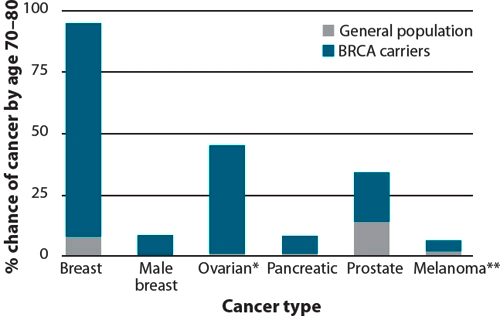 % chance of cancer by age 70–80
100
75
50
25
0
General population
BRCA carriers
Breast
Male
breast
Ovarian*
Pancreatic
Prostate
Melanoma**
Cancer type